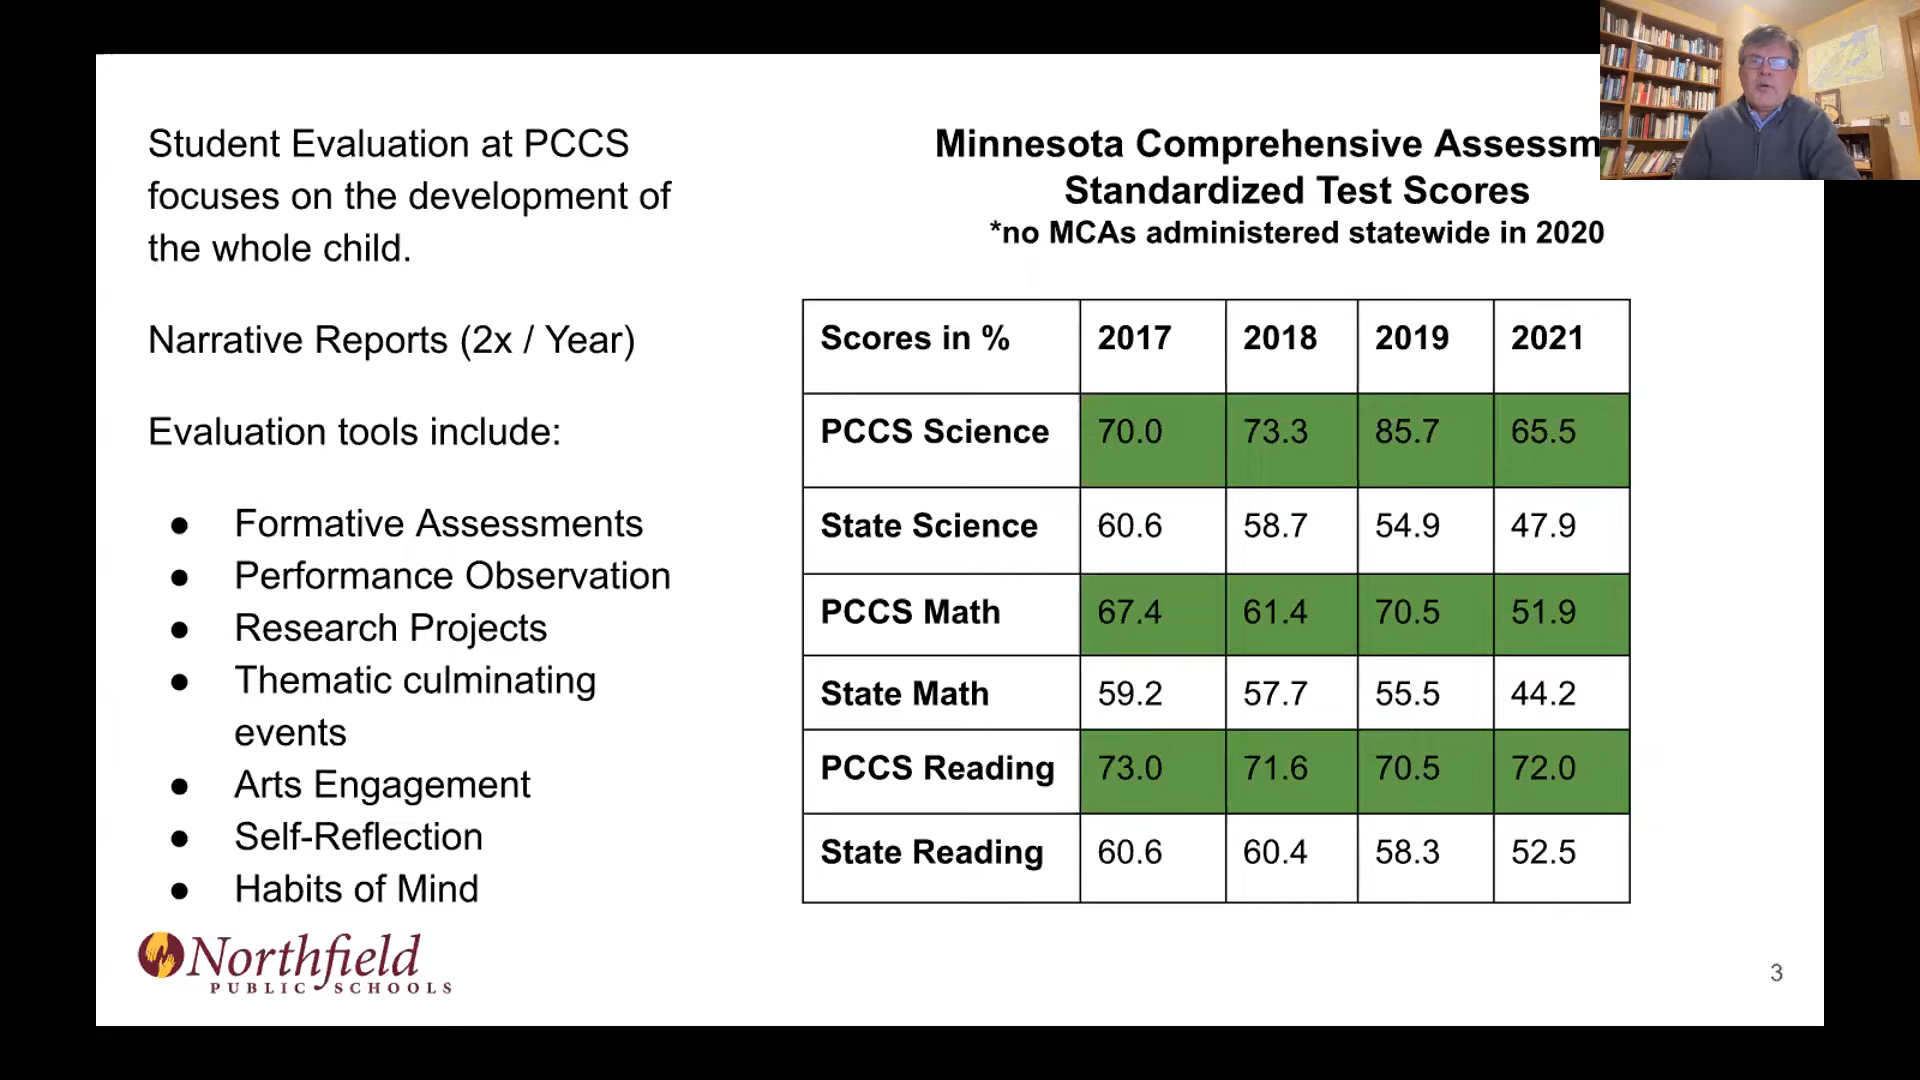 Student Evaluation at PCCS
focuses on the development of
the whole child.
Narrative Reports (2x / Year)
Evaluation tools include:
● Formative Assessments
● Performance Observation
● Research Projects
● Thematic culminating
events
● Arts Engagement
● Self-Reflection
● Habits of Mind
Northfield
PUBLIC SCHOOLS
Minnesota Comprehensive Assessm
Standardized Test Scores
*no MCAs administered statewide in 2020
Scores in % 2017 2018 2019 2021
PCCS Science 70.0 73.3 85.7 65.5
State Science 60.6 58.7 54.9 47.9
PCCS Math 67.4 61.4 70.5 51.9
State Math 59.2 57.7 55.5 44.2
PCCS Reading 73.0 71.6 70.5 72.0
State Reading 60.6 60.4 58.3 52.5
3